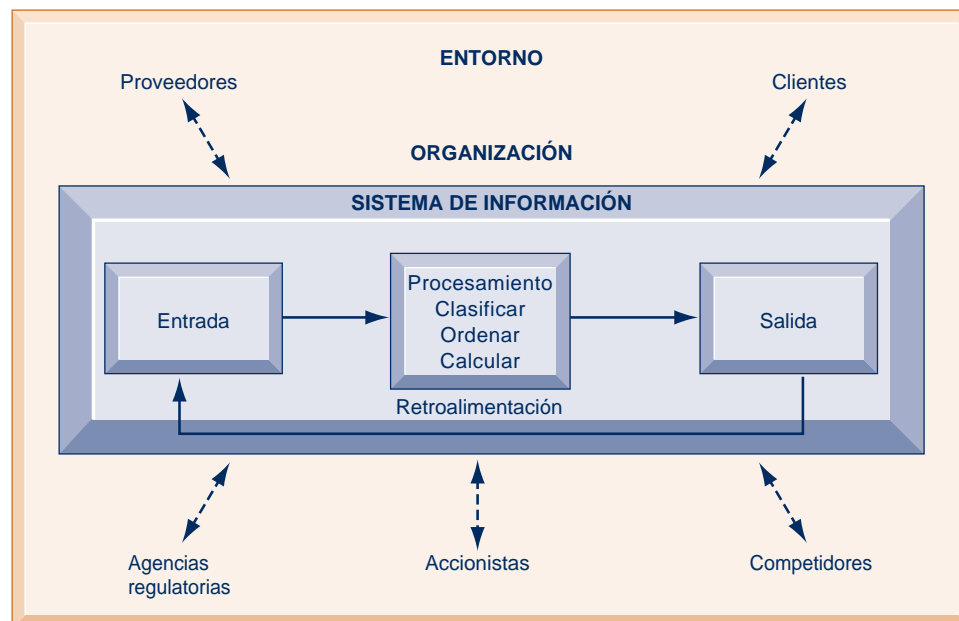 ENTORNO
Proveedores
Clientes
ORGANIZACIÓN
SISTEMA DE INFORMACIÓN
Entrada
Procesamiento
Clasificar
Ordenar
Calcular
Salida
Retroalimentación
Agencias
regulatorias
Accionistas
Competidores